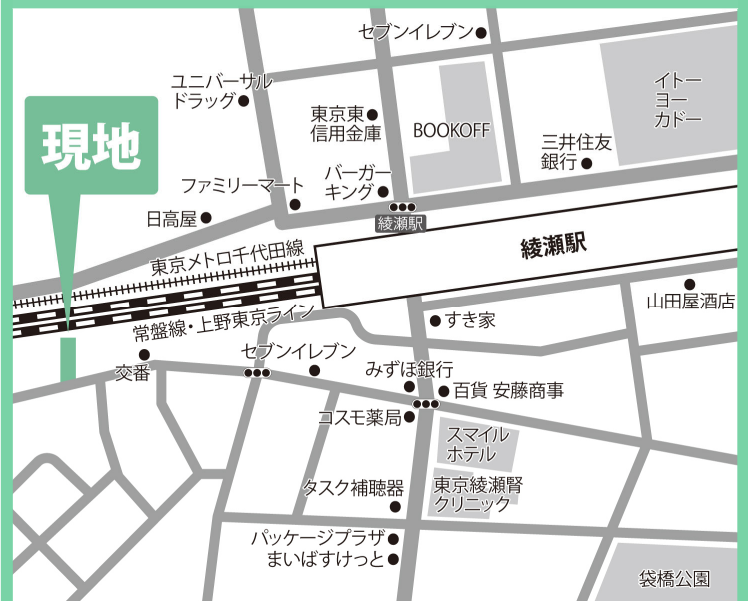 セブンイレブン
ユニバーサル
ドラッグ
イトー
ヨー
カドー
東京東
信用金庫
BOOKOFF
現地
三井住友
銀行
バーガー
キング
ファミリーマート
日高屋
綾瀬駅
綾瀬駅
東京メトロ千代田線
山田屋酒店
常盤線・上野東京ライン
すき家
セブンイレブン
交番
みずほ銀行
百貨 安藤商事
コスモ薬局
スマイル
ホテル
タスク補聴器
東京綾瀬腎
クリニック
パッケージプラザ
まいばすけっと
袋橋公園